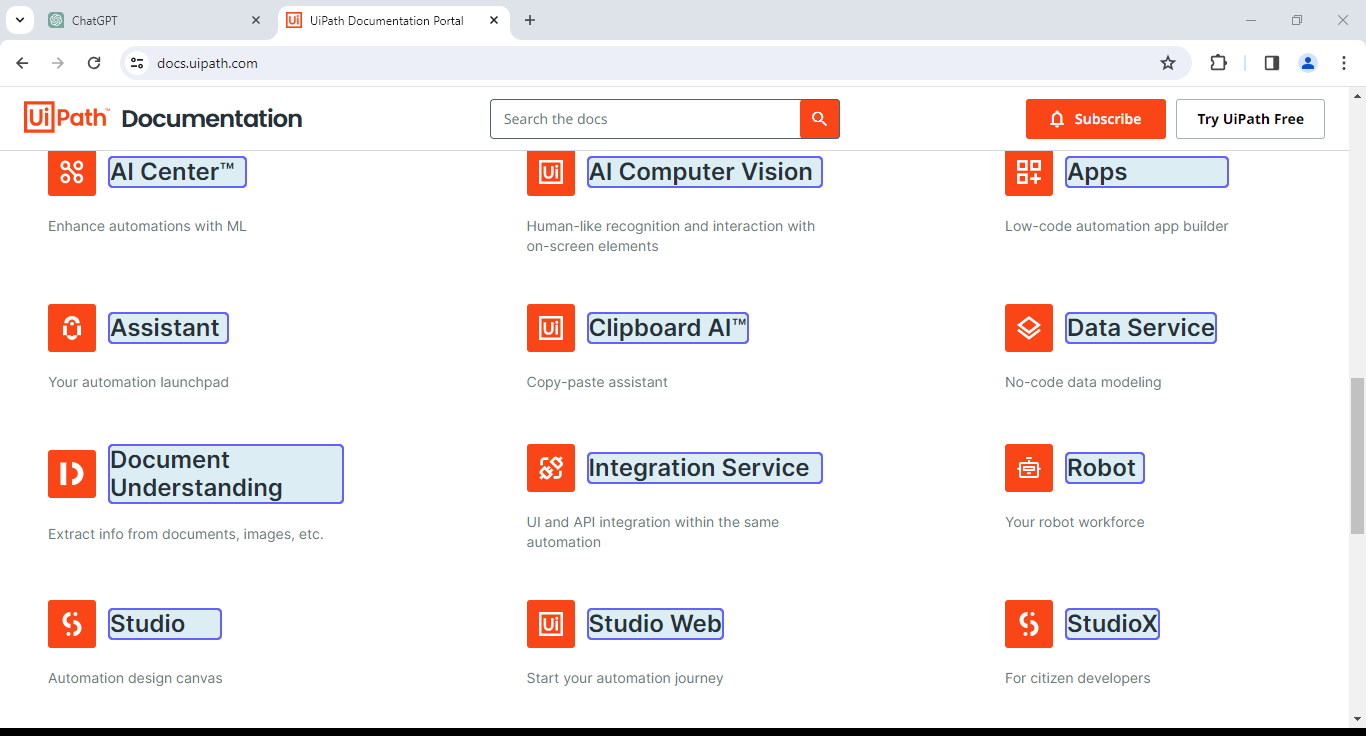 ChatGPT
UiPath Documentation Portal
docs.uipath.com
UiPath™ Documentation
Search the docs
Subscribe
Try UiPath Free
AI Center™
AI Computer Vision
Apps
Enhance automations with ML
Human-like recognition and interaction with
on-screen elements
Low-code automation app builder
Assistant
Clipboard AI™
Data Service
Your automation launchpad
Copy-paste assistant
No-code data modeling
Document
Understanding
Integration Service
Robot
Extract info from documents, images, etc.
UI and API integration within the same
automation
Your robot workforce
Studio
Studio Web
StudioX
Automation design canvas
Start your automation journey
For citizen developers